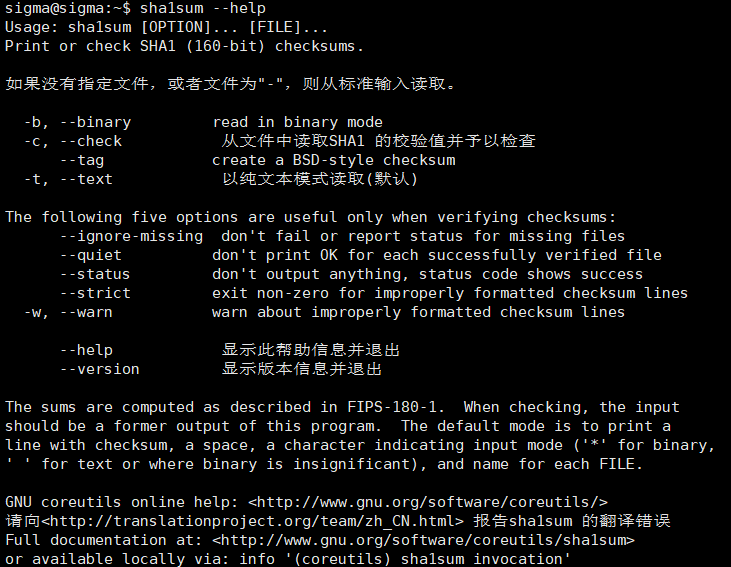 sigma@sigma:~$ sha1sum --help
Usage: sha1sum [OPTION]... [FILE]...
Print or check SHA1 (160-bit) checksums.
如果没有指定文件，或者文件为"-"，则从标准输入读取。
-b, --binary         read in binary mode
-c, --check           从文件中读取SHA1 的校验值并予以检查
    --tag            create a BSD-style checksum
-t, --text            以纯文本模式读取(默认)
The following five options are useful only when verifying checksums:
    --ignore-missing  don't fail or report status for missing files
    --quiet          don't print OK for each successfully verified file
    --status         don't output anything, status code shows success
    --strict         exit non-zero for improperly formatted checksum lines
-w, --warn           warn about improperly formatted checksum lines
    --help            显示此帮助信息并退出
    --version         显示版本信息并退出
The sums are computed as described in FIPS-180-1.  When checking, the input
should be a former output of this program.  The default mode is to print a
line with checksum, a space, a character indicating input mode ('*' for binary,
' ' for text or where binary is insignificant), and name for each FILE.
GNU coreutils online help: <http://www.gnu.org/software/coreutils/>
请向<http://translationproject.org/team/zh_CN.html> 报告sha1sum 的翻译错误
Full documentation at: <http://www.gnu.org/software/coreutils/sha1sum>
or available locally via: info '(coreutils) sha1sum invocation'